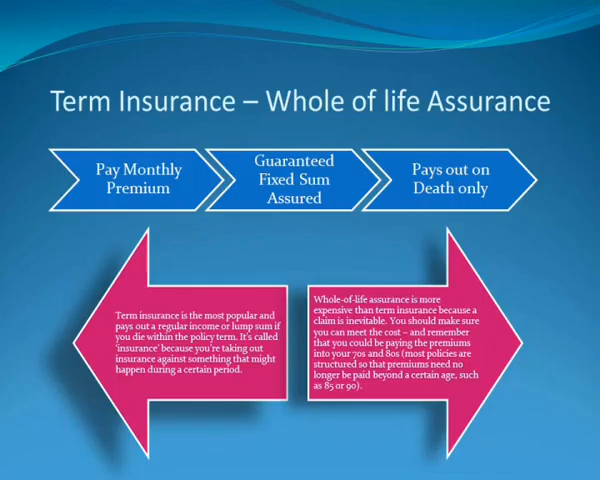 Term Insurance – Whole of life Assurance
Pay Monthly
Premium
Guaranteed
Fixed Sum
Assured
Pays out on
Death only
Term insurance is the most popular and
pays out a regular income or lump sum if
you die within the policy term. It's called
'insurance' because you're taking out
insurance against something that might
happen during a certain period.
Whole-of-life assurance is more
expensive than term insurance because a
claim is inevitable. You should make sure
you can meet the cost – and remember
that you could be paying the premiums
into your 70s and 80s (most policies are
structured so that premiums need no
longer be paid beyond a certain age, such
as 85 or 90).